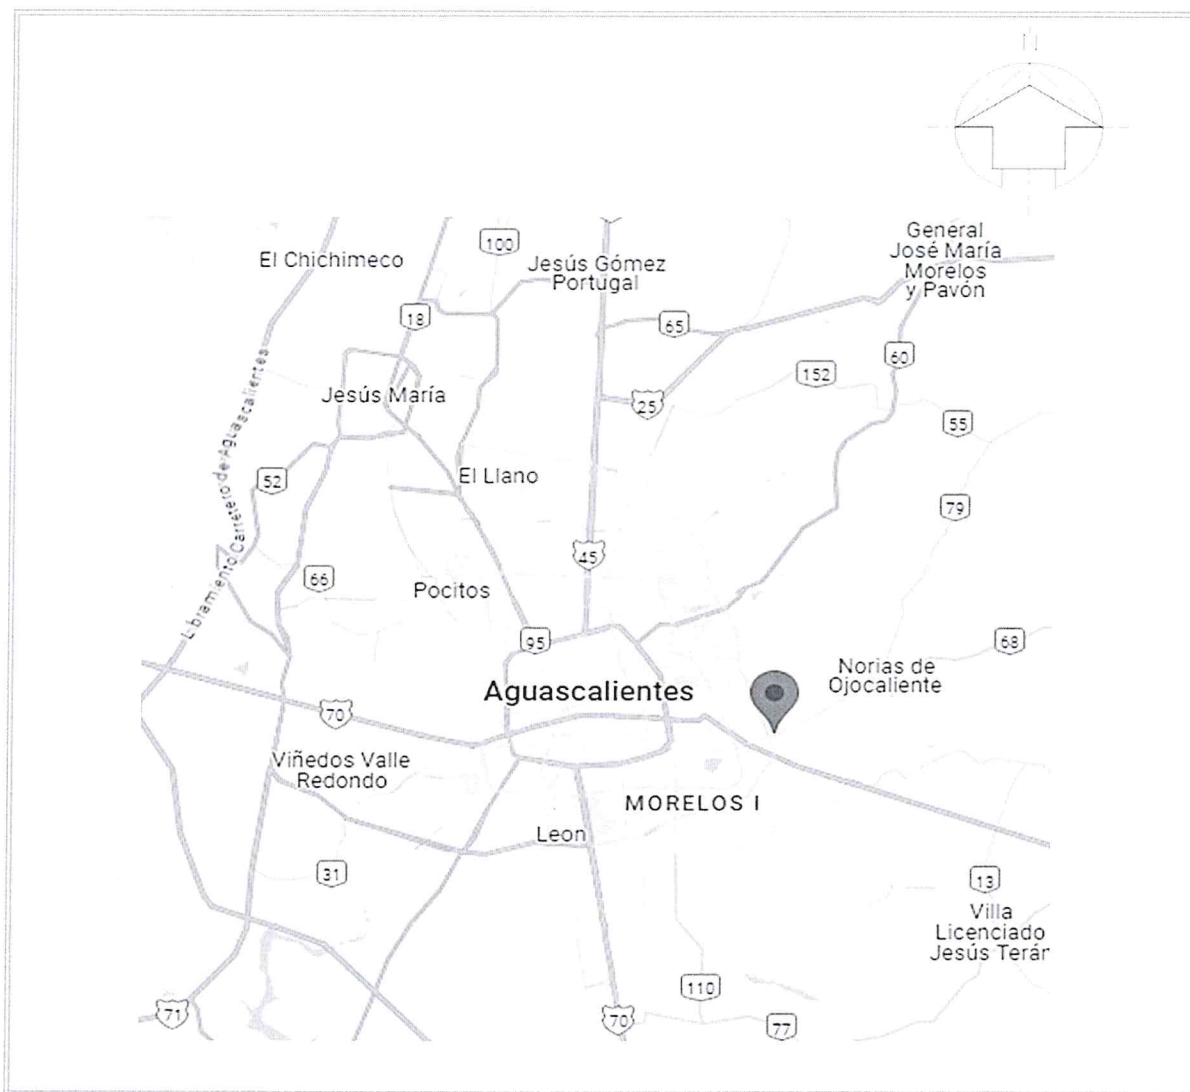 N
General
José María
Morelos
y Pavón
El Chichimeco
100
Jesús Gómez
Portugal
18
65
60
152
Jesús María
25
55
Libramiento Carretero de Aguascalientes
52
El Llano
79
45
66
Pocitos
95
68
Norias de
Ojocaliente
Aguascalientes
70
Viñedos Valle
Redondo
MORELOS I
Leon
31
13
Villa
Licenciado
Jesús Terár
110
71
70
77